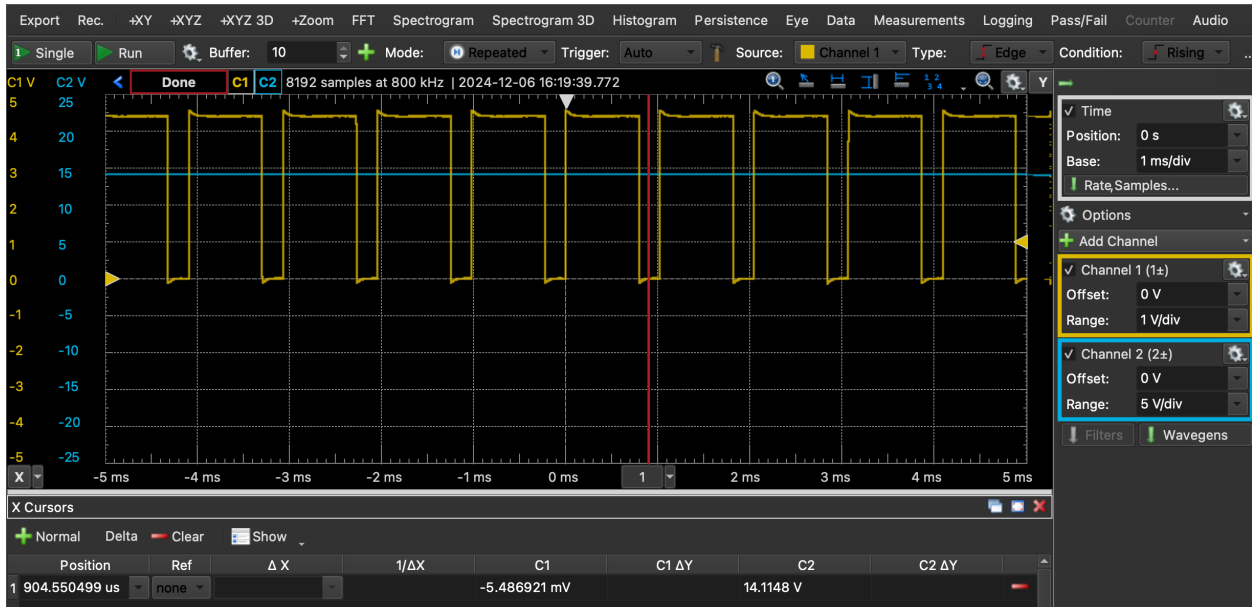 Export Rec. +XY +XYZ +XYZ 3D +Zoom FFT Spectrogram Spectrogram 3D Histogram Persistence Eye Data Measurements Logging Pass/Fail Counter Audio
1 Single Run Buffer: 10 Mode: Repeated Trigger: Auto Source: Channel 1 Type: Edge Condition: Rising ..
C1 V C2 V Done C1 C2 8192 samples at 800 kHz | 2024-12-06 16:19:39.772 1 2 3 4 Y
5 25
4 20
3 15
2 10
1 5
0 0
-1 -5
-2 -10
-3 -15
-4 -20
-5 -25
X -5 ms -4 ms -3 ms -2 ms -1 ms 0 ms 1 2 ms 3 ms 4 ms 5 ms
Time
Position: 0 s
Base: 1 ms/div
Rate,Samples...
Options
Add Channel
Channel 1 (1±)
Offset: 0 V
Range: 1 V/div
Channel 2 (2±)
Offset: 0 V
Range: 5 V/div
Filters Wavegens
X Cursors
Normal Delta Clear Show
Position Ref Δ X 1/ΔX C1 C1 ΔY C2 C2 ΔY
1 904.550499 us none -5.486921 mV 14.1148 V